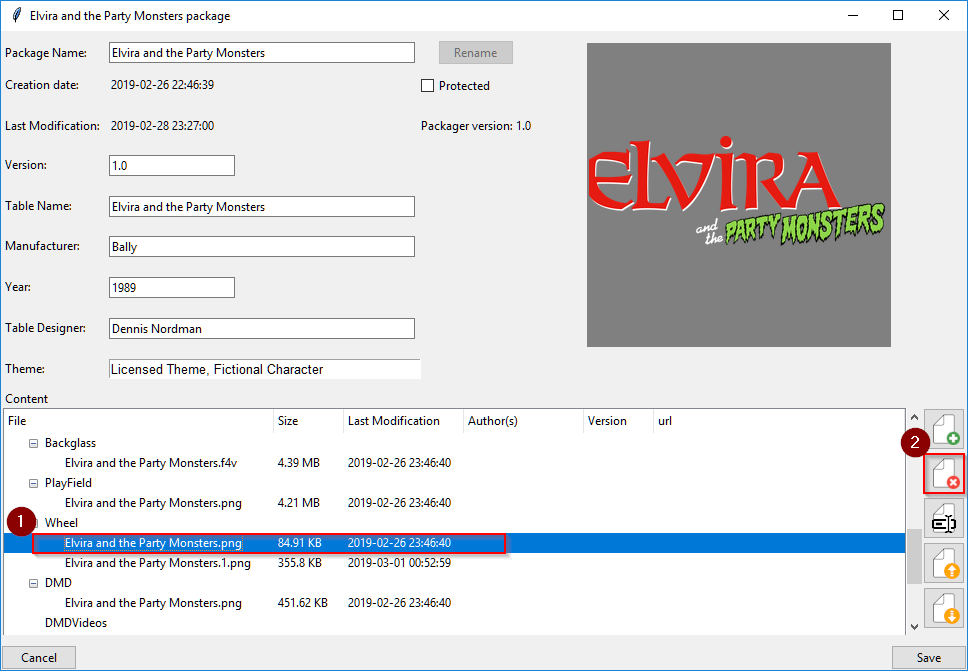 Elvira and the Party Monsters package
Package Name: Elvira and the Party Monsters Rename
Creation date: 2019-02-26 22:46:39 Protected
Last Modification: 2019-02-28 23:27:00 Packager version: 1.0
Version: 1.0
Table Name: Elvira and the Party Monsters
Manufacturer: Bally
Year: 1989
Table Designer: Dennis Nordman
Theme: Licensed Theme, Fictional Character
ELVIRA
and the PARTY MONSTERS
Content
File Size Last Modification Author(s) Version url
Backglass
Elvira and the Party Monsters.f4v 4.39 MB 2019-02-26 23:46:40
PlayField
Elvira and the Party Monsters.png 4.21 MB 2019-02-26 23:46:40
Wheel
Elvira and the Party Monsters.png 84.91 KB 2019-02-26 23:46:40
Elvira and the Party Monsters.1.png 355.8 KB 2019-03-01 00:52:59
DMD
Elvira and the Party Monsters.png 451.62 KB 2019-02-26 23:46:40
DMDVideos
1
2
Cancel Save